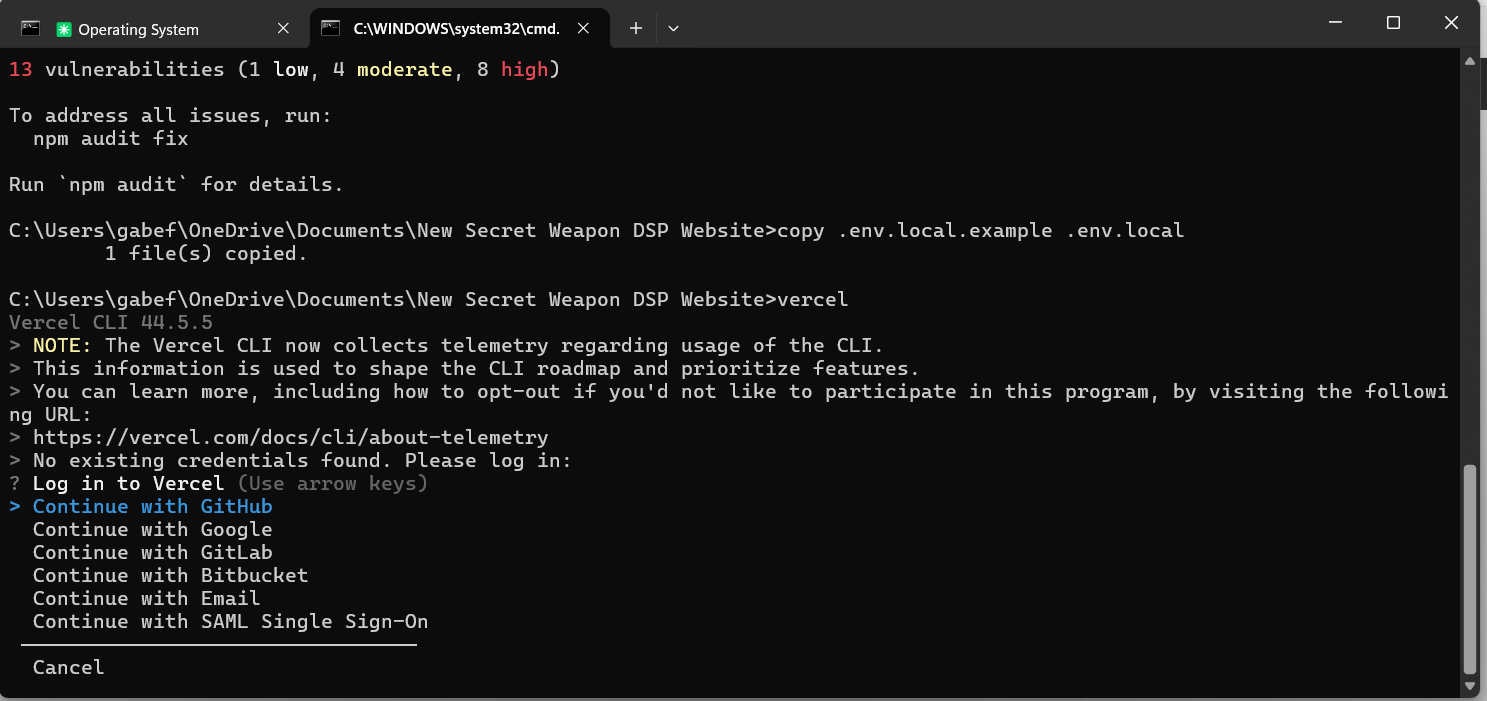 Operating System
C:\WINDOWS\system32\cmd.
13 vulnerabilities (1 low, 4 moderate, 8 high)
To address all issues, run:
npm audit fix
Run `npm audit` for details.
C:\Users\gabef\OneDrive\Documents\New Secret Weapon DSP Website>copy .env.local.example .env.local
1 file(s) copied.
C:\Users\gabef\OneDrive\Documents\New Secret Weapon DSP Website>vercel
Vercel CLI 44.5.5
> NOTE: The Vercel CLI now collects telemetry regarding usage of the CLI.
> This information is used to shape the CLI roadmap and prioritize features.
> You can learn more, including how to opt-out if you'd not like to participate in this program, by visiting the followi
ng URL:
> https://vercel.com/docs/cli/about-telemetry
> No existing credentials found. Please log in:
? Log in to Vercel (Use arrow keys)
> Continue with GitHub
Continue with Google
Continue with GitLab
Continue with Bitbucket
Continue with Email
Continue with SAML Single Sign-On
Cancel